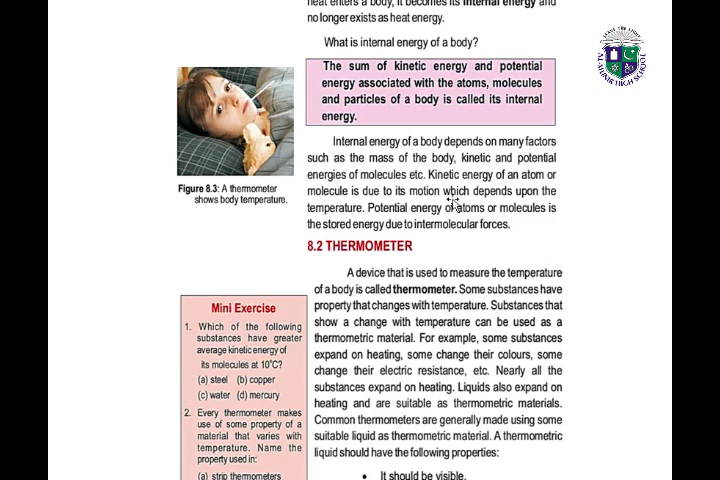 heat enters a body, it becomes its internal energy and
no longer exists as heat energy.
What is internal energy of a body?
The sum of kinetic energy and potential
energy associated with the atoms, molecules
and particles of a body is called its internal
energy.
Internal energy of a body depends on many factors
such as the mass of the body, kinetic and potential
energies of molecules etc. Kinetic energy of an atom or
molecule is due to its motion which depends upon the
temperature. Potential energy of atoms or molecules is
the stored energy due to intermolecular forces.
Figure 8.3: A thermometer
shows body temperature.
8.2 THERMOMETER
A device that is used to measure the temperature
of a body is called thermometer. Some substances have
property that changes with temperature. Substances that
show a change with temperature can be used as a
thermometric material. For example, some substances
expand on heating, some change their colours, some
change their electric resistance, etc. Nearly all the
substances expand on heating. Liquids also expand on
heating and are suitable as thermometric materials.
Common thermometers are generally made using some
suitable liquid as thermometric material. A thermometric
liquid should have the following properties:
• It should be visible.
Mini Exercise
1. Which of the following
substances have greater
average kinetic energy of
its molecules at 10°C?
(a) steel (b) copper
(c) water (d) mercury
2. Every thermometer makes
use of some property of a
material that varies with
temperature. Name the
property used in:
(a) strip thermometers
AL-MUNIR HIGH SCHOOL